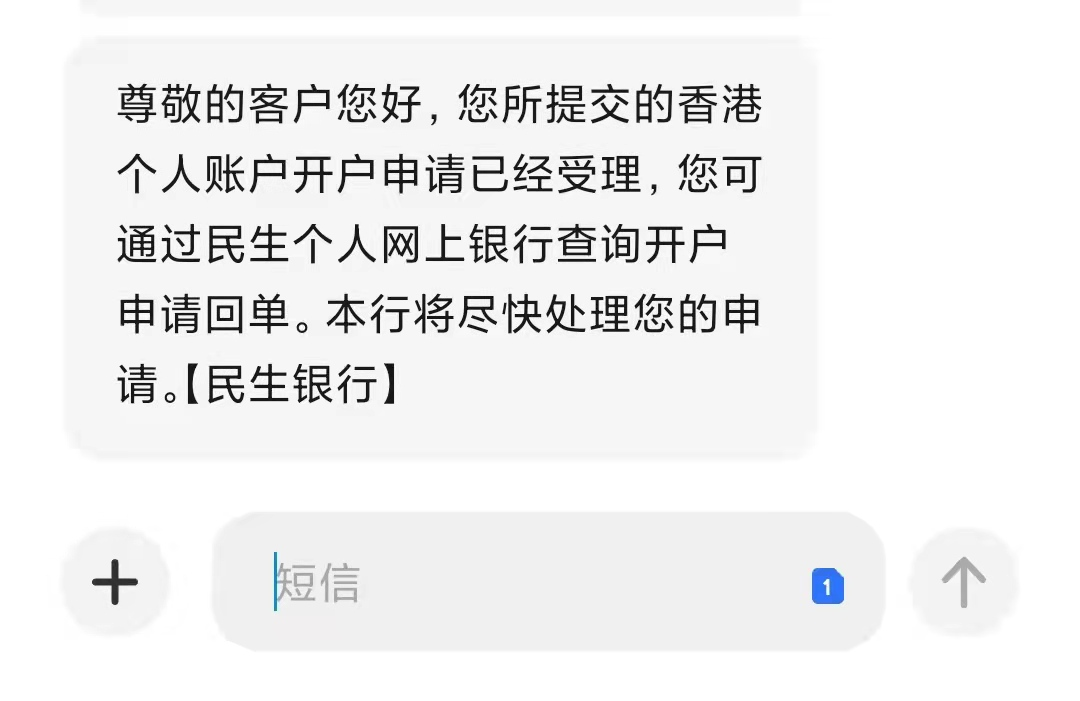 尊敬的客户您好，您所提交的香港
个人账户开户申请已经受理，您可
通过民生个人网上银行查询开户
申请回单。本行将尽快处理您的申
请。【民生银行】
短信
1